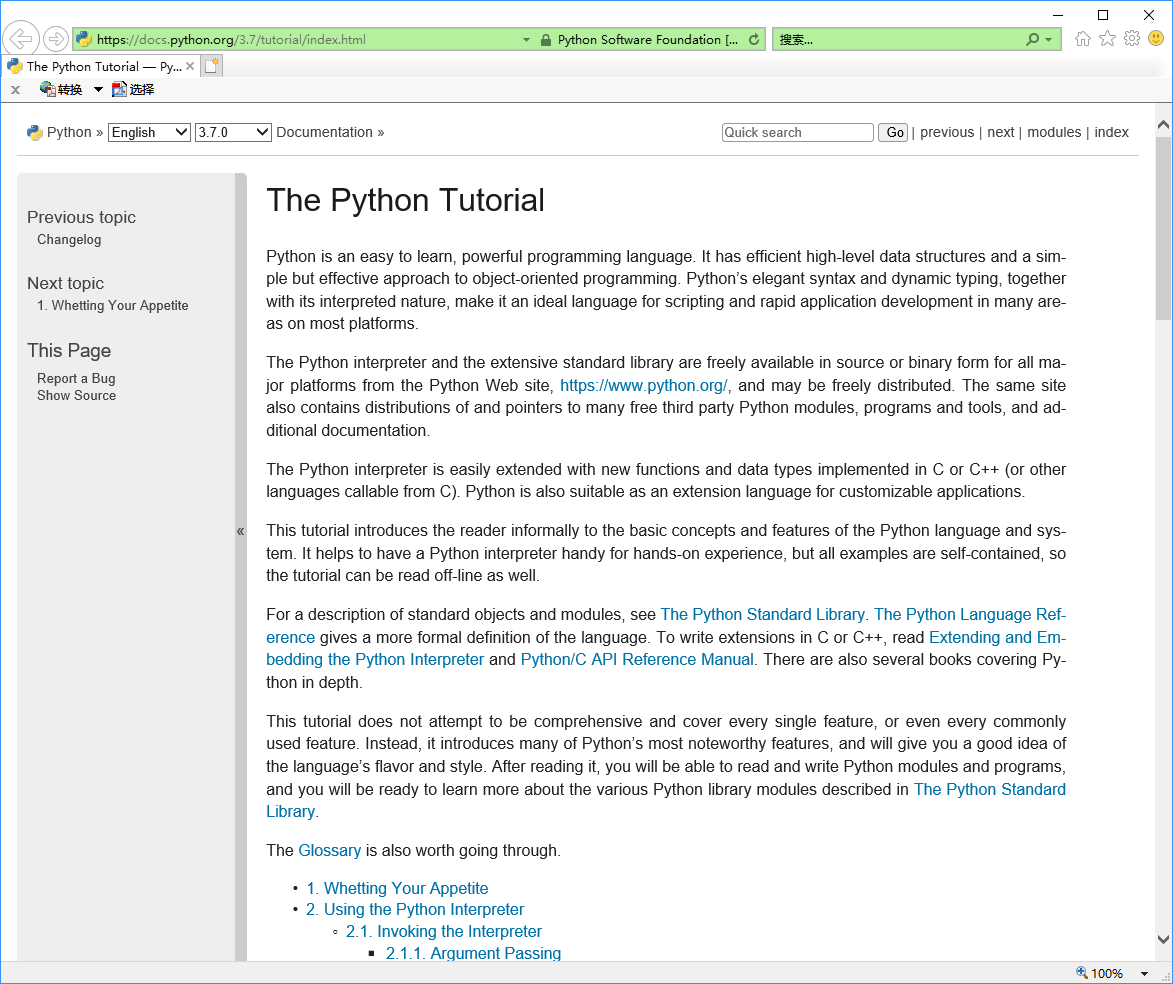 https://docs.python.org/3.7/tutorial/index.html
Python Software Foundation [...
搜索...
The Python Tutorial — Py...
转换
选择
Python »
English
3.7.0
Documentation »
Quick search
Go
| previous | next | modules | index
Previous topic
Changelog
Next topic
1. Whetting Your Appetite
This Page
Report a Bug
Show Source
«
The Python Tutorial
Python is an easy to learn, powerful programming language. It has efficient high-level data structures and a sim-
ple but effective approach to object-oriented programming. Python’s elegant syntax and dynamic typing, together
with its interpreted nature, make it an ideal language for scripting and rapid application development in many are-
as on most platforms.
The Python interpreter and the extensive standard library are freely available in source or binary form for all ma-
jor platforms from the Python Web site, https://www.python.org/, and may be freely distributed. The same site
also contains distributions of and pointers to many free third party Python modules, programs and tools, and ad-
ditional documentation.
The Python interpreter is easily extended with new functions and data types implemented in C or C++ (or other
languages callable from C). Python is also suitable as an extension language for customizable applications.
This tutorial introduces the reader informally to the basic concepts and features of the Python language and sys-
tem. It helps to have a Python interpreter handy for hands-on experience, but all examples are self-contained, so
the tutorial can be read off-line as well.
For a description of standard objects and modules, see The Python Standard Library. The Python Language Ref-
erence gives a more formal definition of the language. To write extensions in C or C++, read Extending and Em-
bedding the Python Interpreter and Python/C API Reference Manual. There are also several books covering Py-
thon in depth.
This tutorial does not attempt to be comprehensive and cover every single feature, or even every commonly
used feature. Instead, it introduces many of Python’s most noteworthy features, and will give you a good idea of
the language’s flavor and style. After reading it, you will be able to read and write Python modules and programs,
and you will be ready to learn more about the various Python library modules described in The Python Standard
Library.
The Glossary is also worth going through.
• 1. Whetting Your Appetite
• 2. Using the Python Interpreter
◦ 2.1. Invoking the Interpreter
▪ 2.1.1. Argument Passing
100%